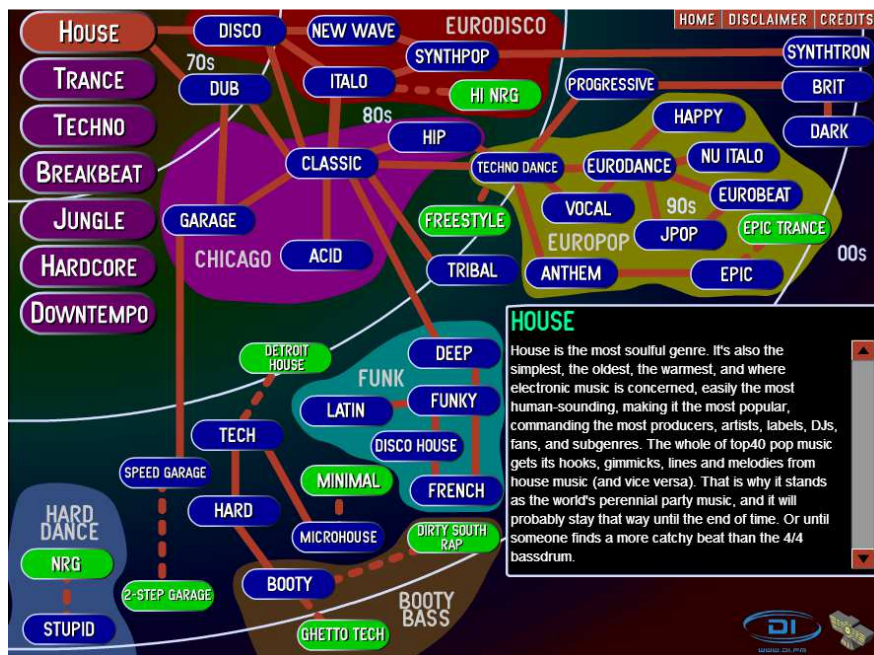 HOUSE
TRANCE
TECHNO
BREAKBEAT
JUNGLE
HARDCORE
DOWNTEMPO
HOME
DISCLAIMER
CREDITS
EURODISCO
DISCO
NEW WAVE
SYNTHPOP
SYNTHTRON
70s
DUB
ITALO
HI NRG
PROGRESSIVE
BRIT
DARK
80s
HIP
HAPPY
CLASSIC
TECHNO DANCE
EURODANCE
NU ITALO
EUROBEAT
VOCAL
90s
JPOP
EPIC TRANCE
GARAGE
FREESTYLE
EUROPOP
CHICAGO
ACID
TRIBAL
ANTHEM
EPIC
00s
DETROIT
HOUSE
DEEP
FUNK
LATIN
FUNKY
TECH
DISCO HOUSE
SPEED GARAGE
MINIMAL
FRENCH
HARD
MICROHOUSE
DIRTY SOUTH
RAP
HARD
DANCE
NRG
STUPID
2-STEP GARAGE
BOOTY
BOOTY
BASS
GHETTO TECH
HOUSE
House is the most soulful genre. It's also the
simplest, the oldest, the warmest, and where
electronic music is concerned, easily the most
human-sounding, making it the most popular,
commanding the most producers, artists, labels, DJs,
fans, and subgenres. The whole of top40 pop music
gets its hooks, gimmicks, lines and melodies from
house music (and vice versa). That is why it stands
as the world's perennial party music, and it will
probably stay that way until the end of time. Or until
someone finds a more catchy beat than the 4/4
bassdrum.
DI
WWW.DI.FM